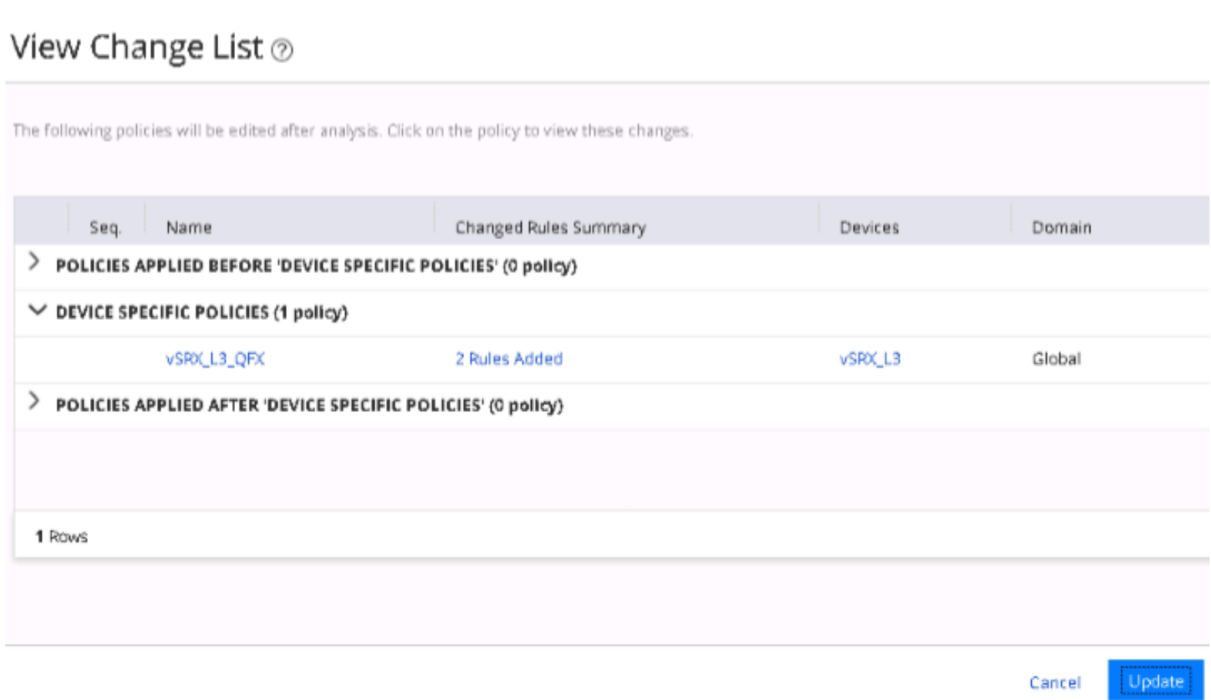 View Change List ?
The following policies will be edited after analysis. Click on the policy to view these changes.
Seq. Name Changed Rules Summary Devices Domain
POLICIES APPLIED BEFORE 'DEVICE SPECIFIC POLICIES' (0 policy)
DEVICE SPECIFIC POLICIES (1 policy)
vSRX_L3_QFX 2 Rules Added vSRX_L3 Global
POLICIES APPLIED AFTER 'DEVICE SPECIFIC POLICIES' (0 policy)
1 Rows
Cancel Update